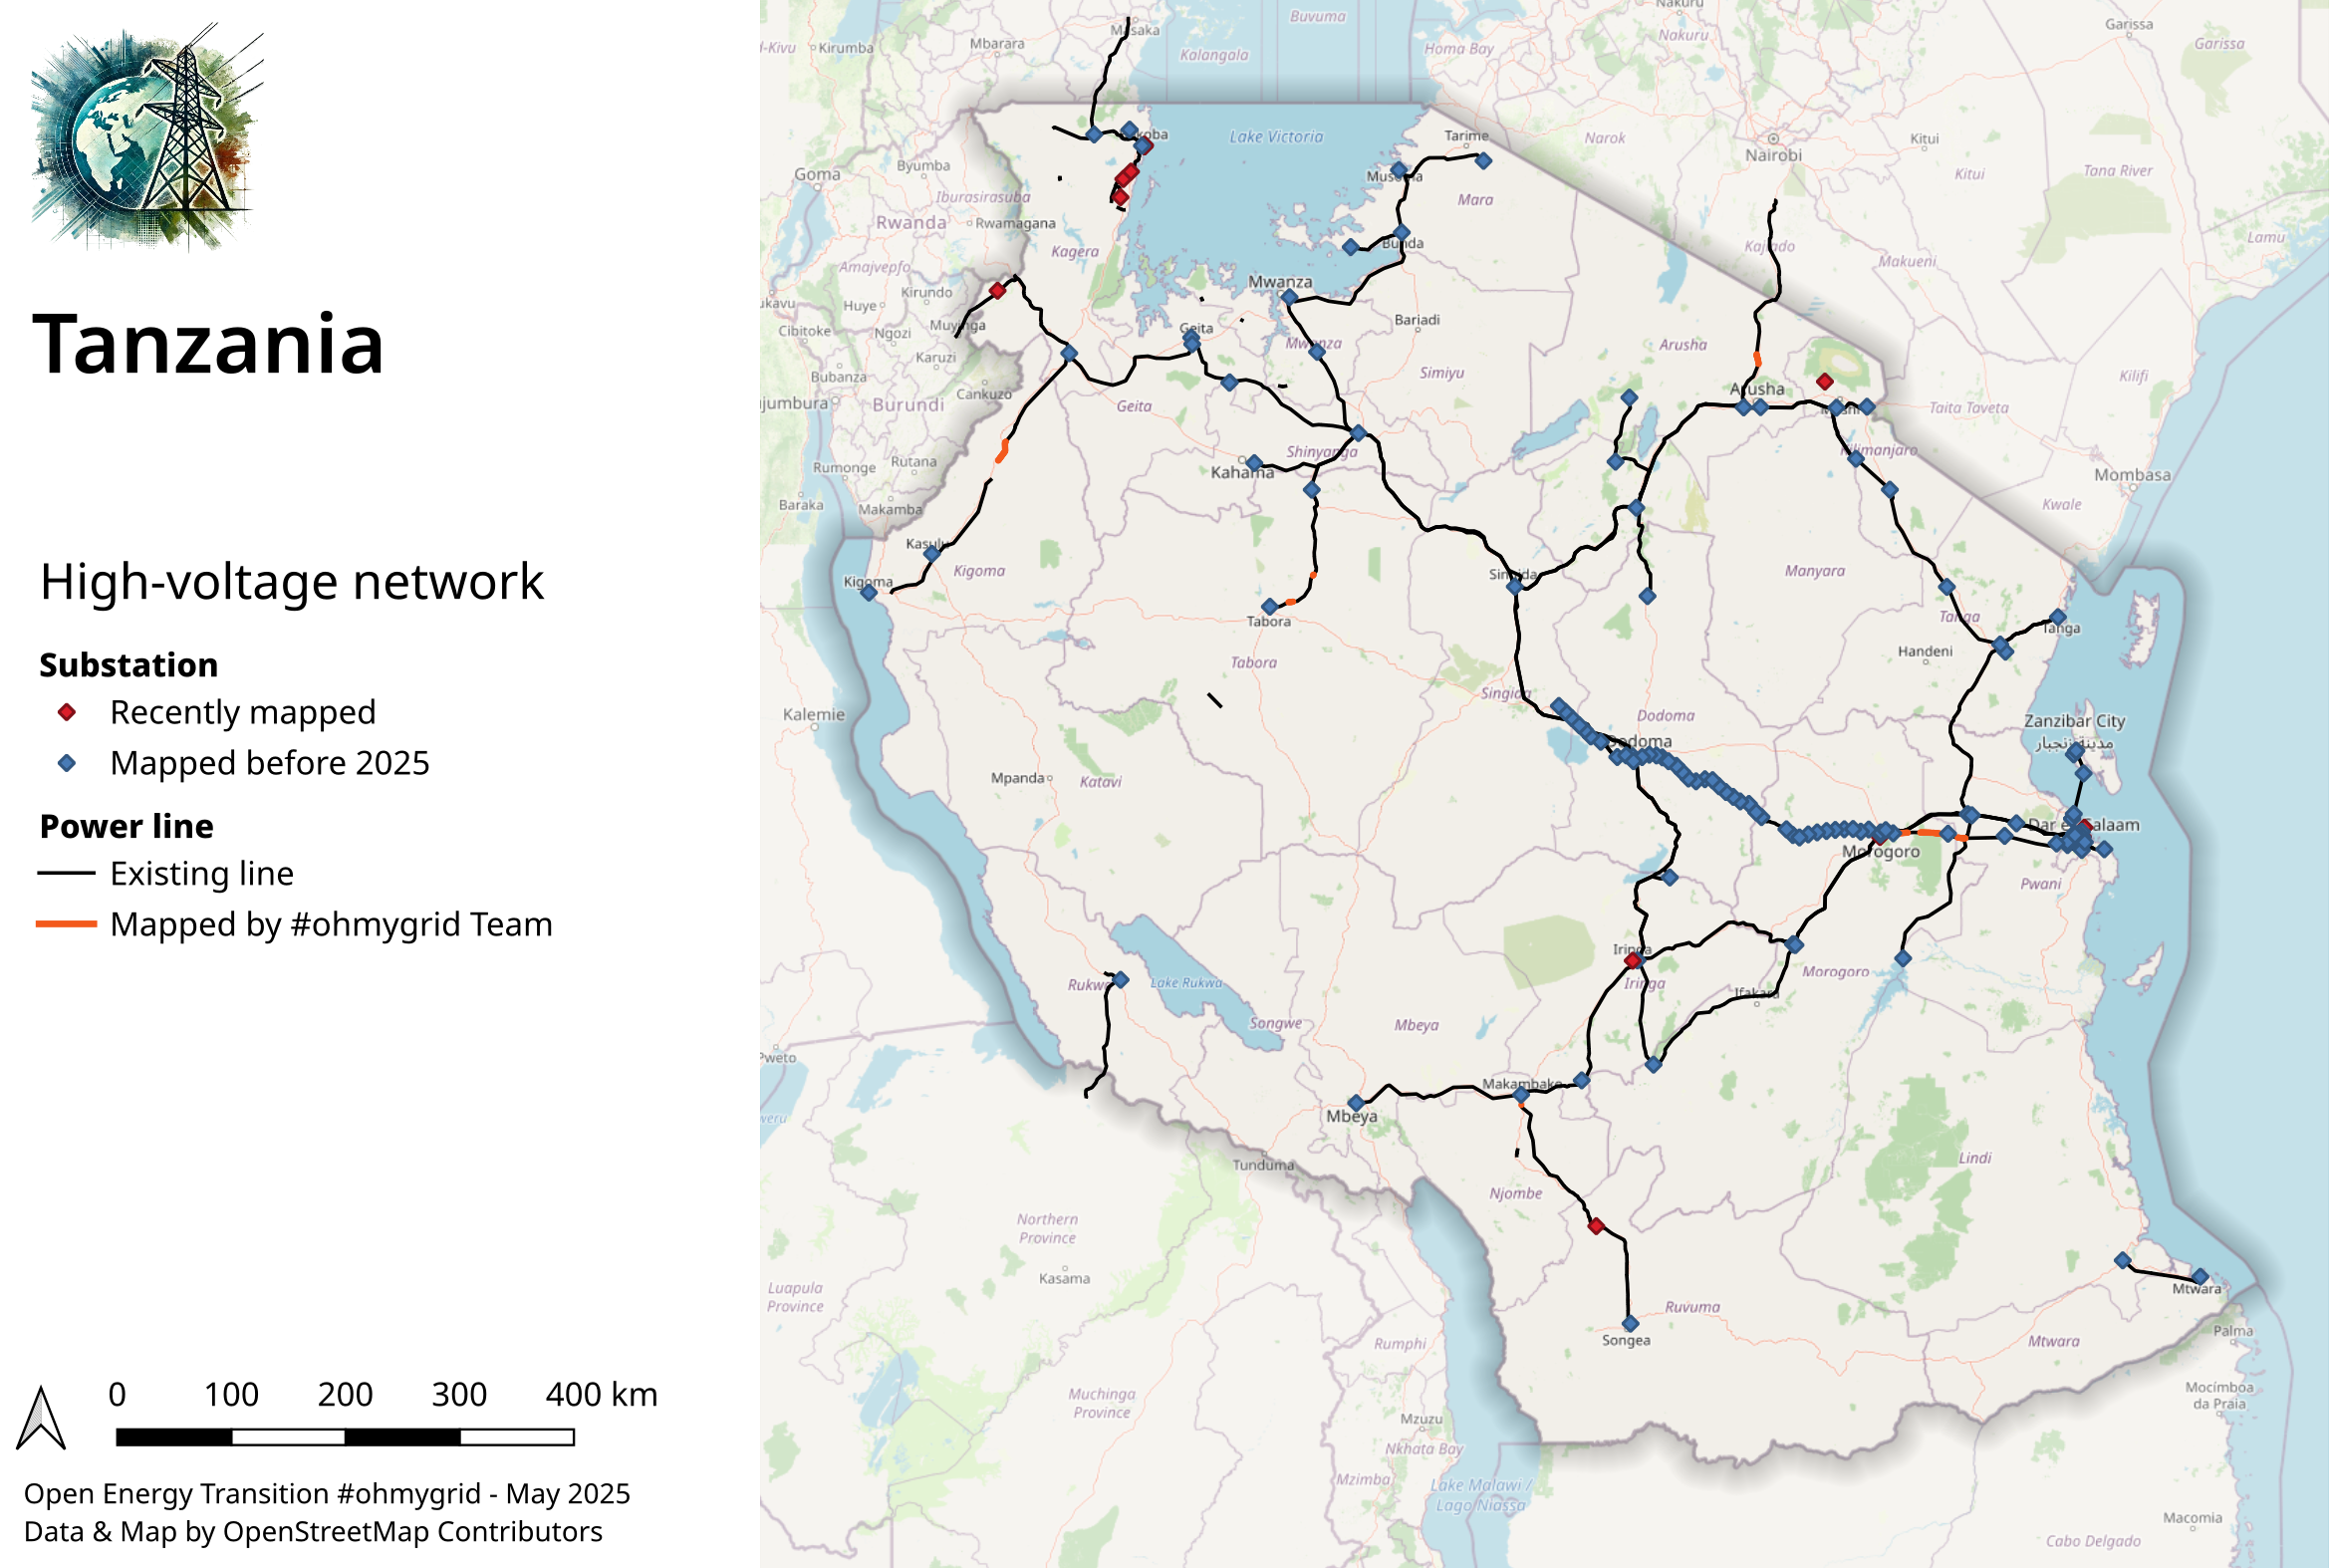 Tanzania
High-voltage network
Substation
Recently mapped
Mapped before 2025
Power line
Existing line
Mapped by #ohmygrid Team
0 100 200 300 400 km
Open Energy Transition #ohmygrid - May 2025
Data & Map by OpenStreetMap Contributors
Buvuma
Nakuru
Garissa
Masaka
Kirumba
Mbarara
Kalangala
Homa Bay
Nakuru
Garissa
Lake Victoria
Tarime
Narok
Kitui
Nairobi
Goma
Byumba
Kitui
Tana River
Iburasirasuba
Mara
Rwanda
Rwamagana
Kagera
Bunda
Kajiado
Lamu
Amajyepfo
Makueni
Huye
Kirundo
Mwanza
Cibitoke
Ngozi
Muyinga
Geita
Bariadi
Karuzi
Mwanza
Arusha
Bubanza
Simiyu
Kilifi
Cankuzo
Arusha
Burundi
Geita
Taita Taveta
Shinyanga
Kilimanjaro
Rumonge
Rutana
Kahama
Mombasa
Baraka
Makamba
Kwale
Kasulu
Kigoma
Kigoma
Singida
Manyara
Tabora
Tanga
Tanga
Handeni
Tabora
Singida
Dodoma
Kalemie
Zanzibar City
مدينة زنجبار
Dodoma
Mpanda
Katavi
Dar es Salaam
Morogoro
Pwani
Iringa
Rukwa
Lake Rukwa
Iringa
Morogoro
Ifakara
Songwe
Mbeya
Pweto
Makambako
Mbeya
Tunduma
Lindi
Njombe
Northern
Province
Kasama
Luapula
Province
Mtwara
Ruvuma
Songea
Rumphi
Mtwara
Palma
Muchinga
Province
Mocímboa
da Praia
Mzuzu
Nkhata Bay
Mzimba
Lake Malawi /
Lago Niassa
Macomia
Cabo Delgado